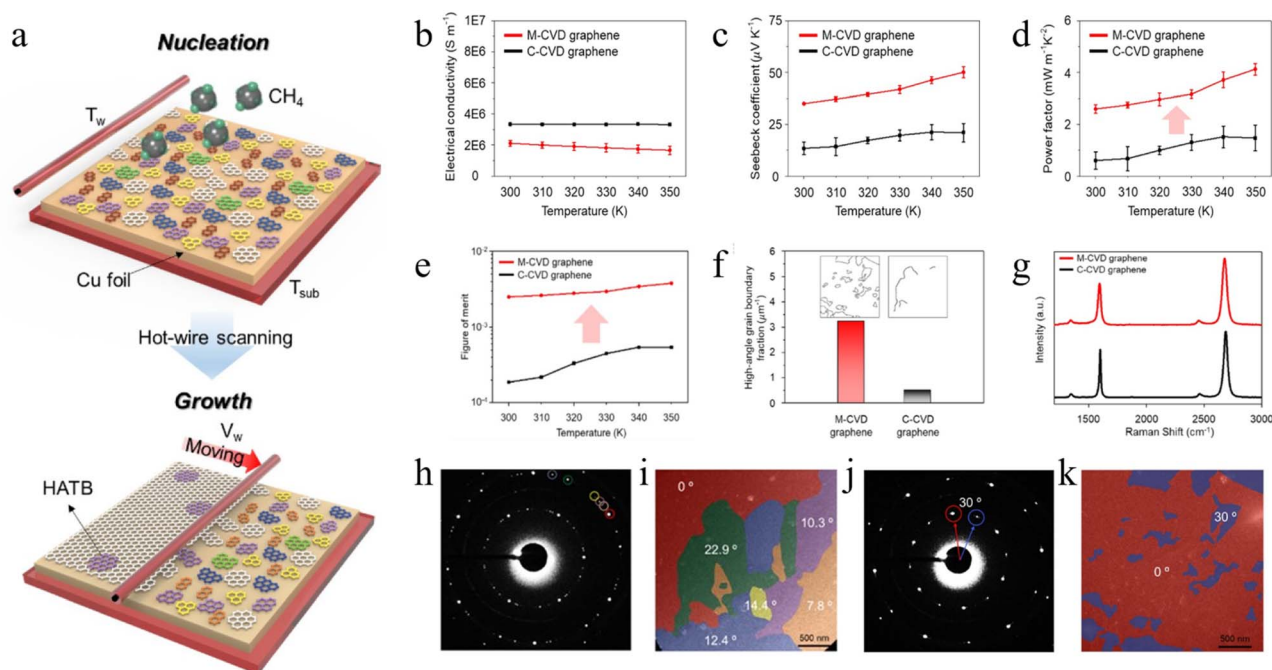 a
Nucleation
CH4
Tw
Cu foil
Tsub
Hot-wire scanning
Growth
Vw
Moving
HATB
b
Electrical conductivity (S m⁻¹)
1E7
8E6
6E6
4E6
2E6
0
M-CVD graphene
C-CVD graphene
300 310 320 330 340 350
Temperature (K)
c
Seebeck coefficient (μV K⁻¹)
75
50
25
0
M-CVD graphene
C-CVD graphene
300 310 320 330 340 350
Temperature (K)
d
Power factor (mW m⁻¹K⁻²)
6
4
2
0
M-CVD graphene
C-CVD graphene
300 310 320 330 340 350
Temperature (K)
e
Figure of merit
10⁻²
10⁻³
10⁻⁴
M-CVD graphene
C-CVD graphene
300 310 320 330 340 350
Temperature (K)
f
High-angle grain boundary
fraction (μm⁻¹)
6
5
4
3
2
1
0
M-CVD graphene
C-CVD graphene
g
Intensity (a.u.)
M-CVD graphene
C-CVD graphene
1500 2000 2500 3000
Raman Shift (cm⁻¹)
h
i
0 º
10.3 º
22.9 º
14.4 º
7.8 º
12.4 º
500 nm
j
30 º
k
30 º
0 º
500 nm